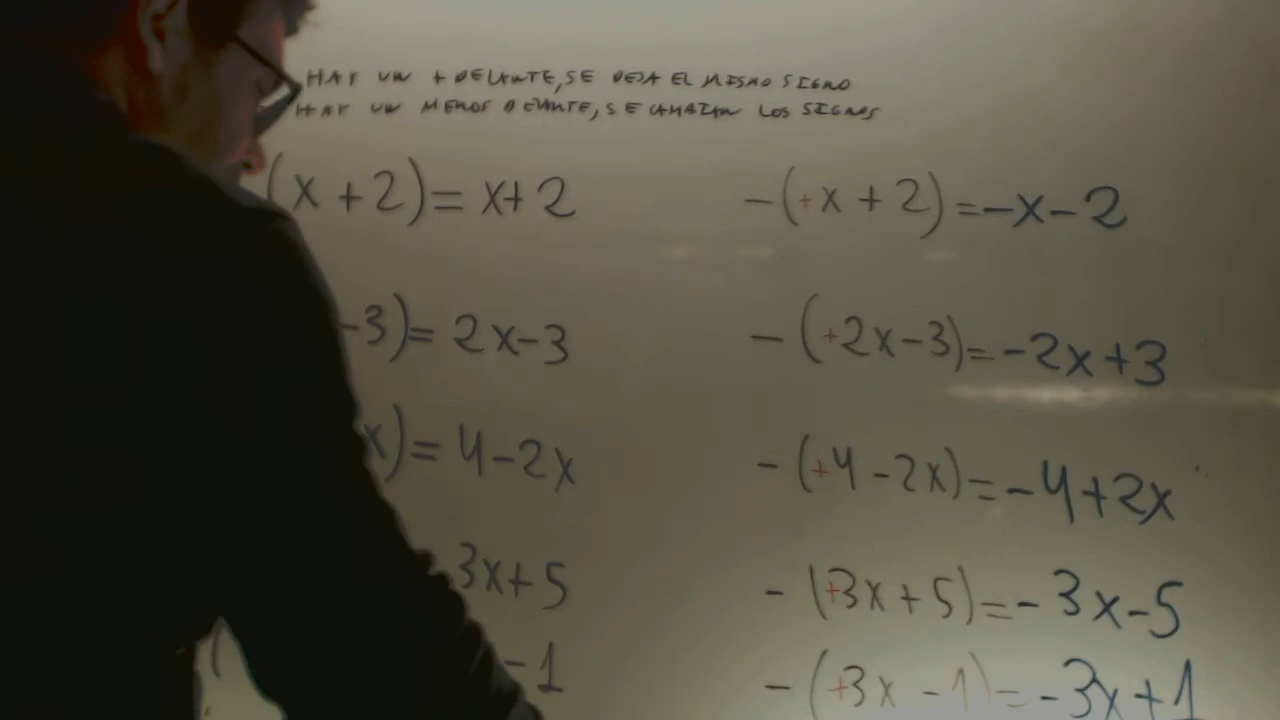 HAY UN + DELANTE, SE DEJA EL MISMO SIGNO
HAY UN MENOS DELANTE, SE CAMBIAN LOS SIGNOS
(x + 2) = x + 2
-(+x + 2) = -x - 2
-3) = 2x - 3
-(+2x - 3) = -2x + 3
x) = 4 - 2x
-(+4 - 2x) = -4 + 2x
3x + 5
-(+3x + 5) = -3x - 5
- 1
-(+3x - 1) = -3x + 1